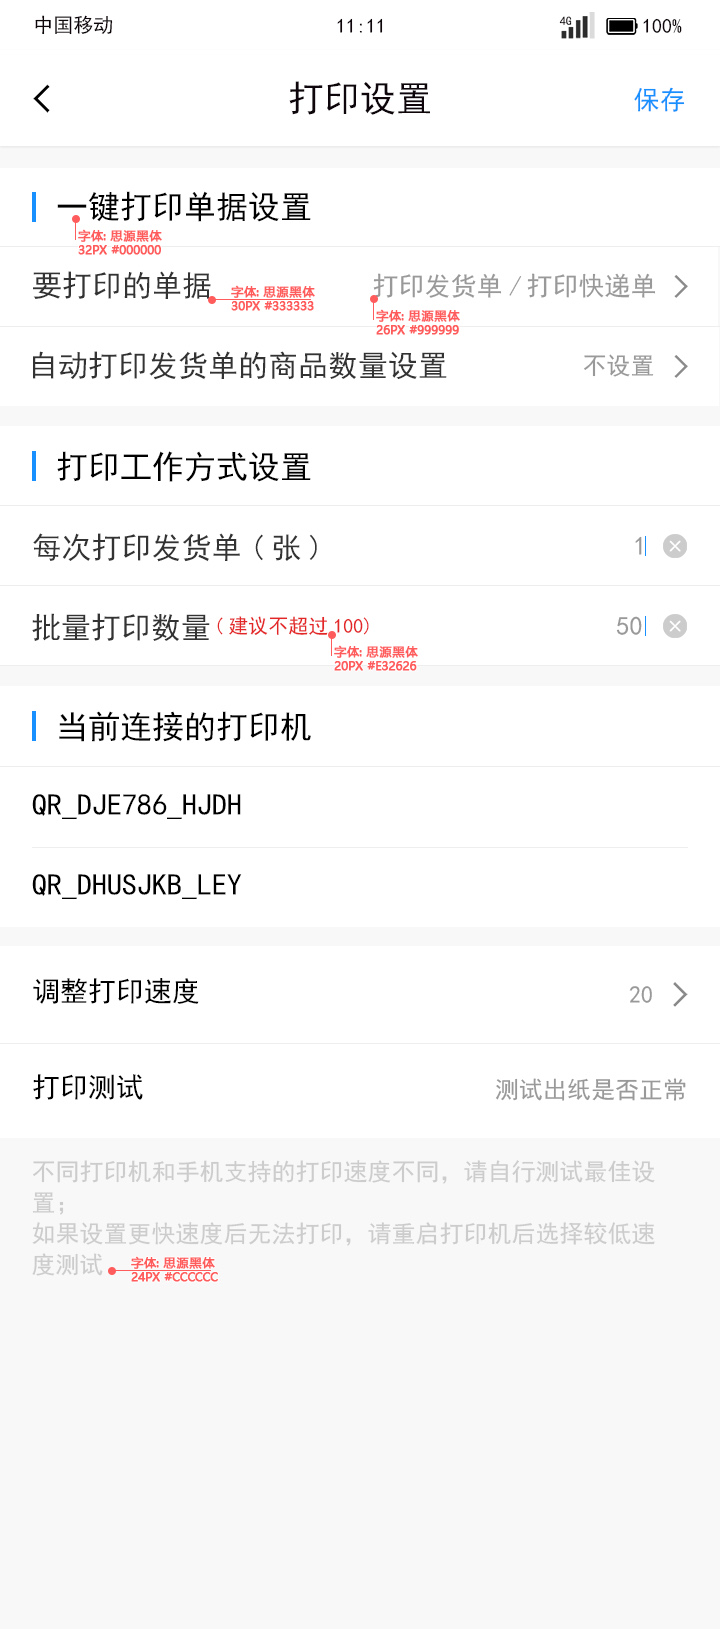 中国移动 11:11 4G 100%
打印设置 保存
一键打印单据设置
字体: 思源黑体
32PX #000000
要打印的单据 打印发货单 / 打印快递单
字体: 思源黑体
30PX #333333
字体: 思源黑体
26PX #999999
自动打印发货单的商品数量设置 不设置
打印工作方式设置
每次打印发货单（张） 1
批量打印数量（建议不超过100） 50
字体: 思源黑体
20PX #E32626
当前连接的打印机
QR_DJE786_HJDH
QR_DHUSJKB_LEY
调整打印速度 20
打印测试 测试出纸是否正常
不同打印机和手机支持的打印速度不同，请自行测试最佳设
置；
如果设置更快速度后无法打印，请重启打印机后选择较低速
度测试
字体: 思源黑体
24PX #CCCCCC